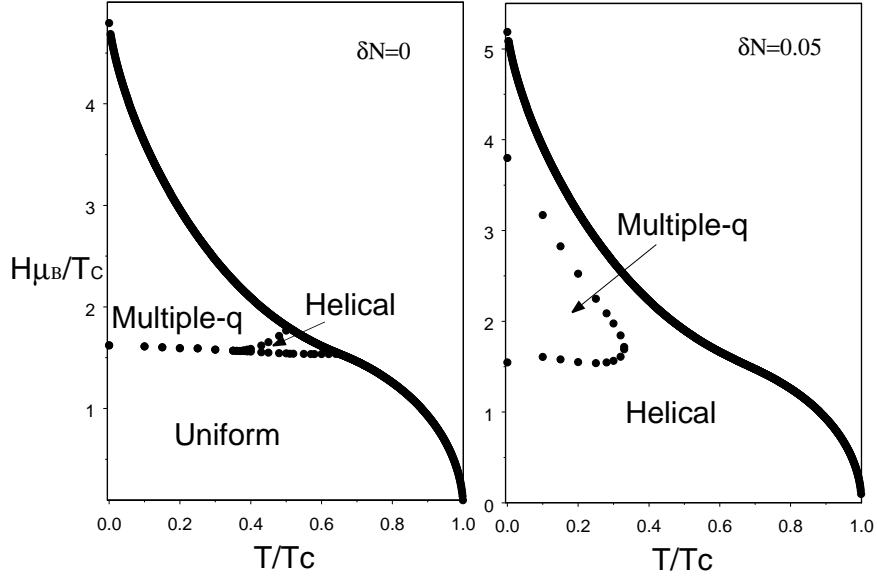 δN=0
4
3
HμB/Tc
2
Helical
Multiple-q
1
Uniform
0.0 0.2 0.4 0.6 0.8 1.0
T/Tc
δN=0.05
5
4
Multiple-q
3
2
Helical
1
0
0.0 0.2 0.4 0.6 0.8 1.0
T/Tc